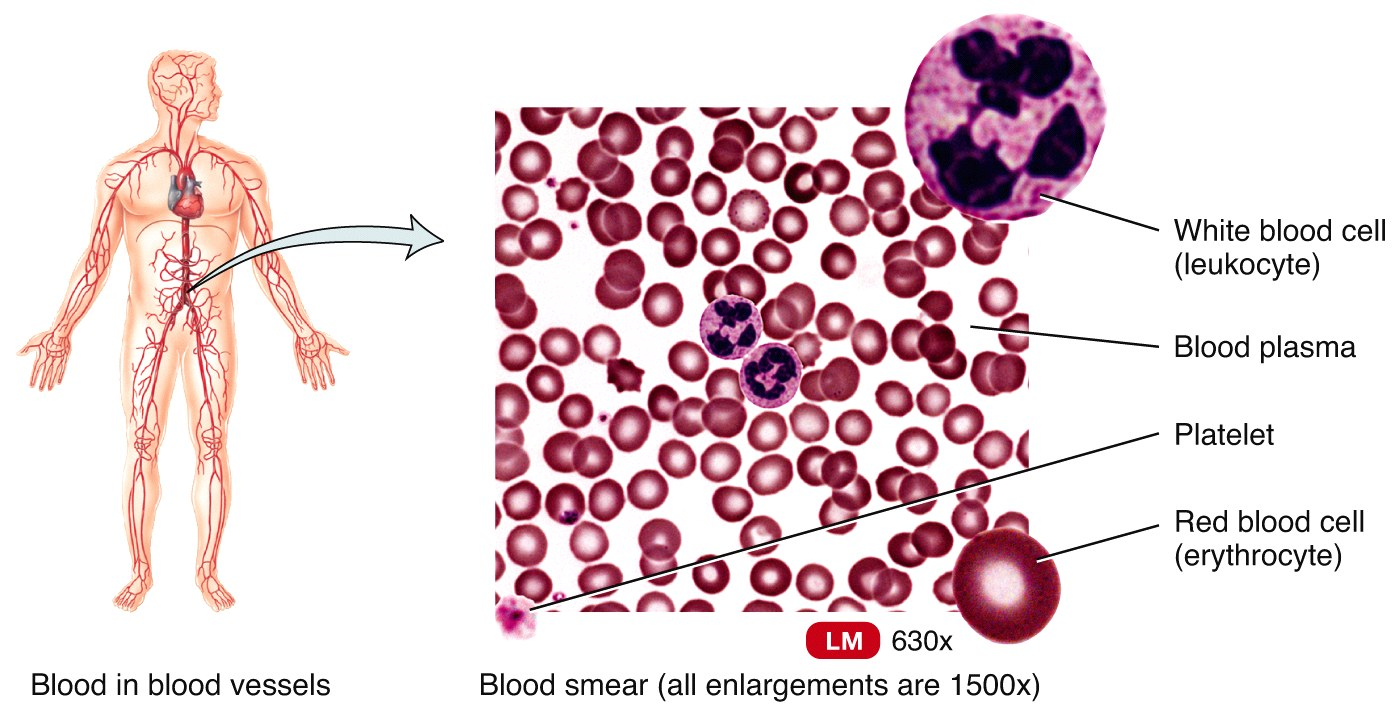 White blood cell
(leukocyte)
Blood plasma
Platelet
Red blood cell
(erythrocyte)
LM 630x
Blood in blood vessels
Blood smear (all enlargements are 1500x)